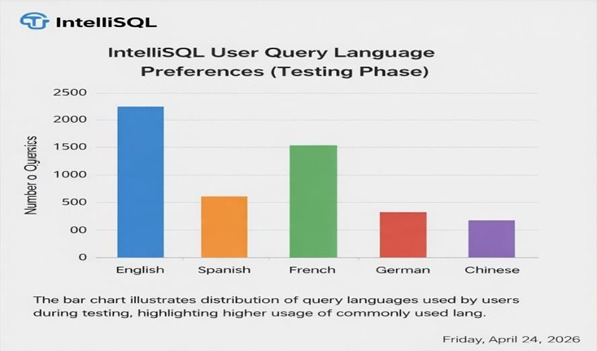 IntelliSQL
IntelliSQL User Query Language
Preferences (Testing Phase)
2500
2000
1500
1000
500
00
0
Number o
English Spanish French German Chinese
The bar chart illustrates distribution of query languages used by users
during testing, highlighting higher usage of commonly used lang.
Friday, April 24, 2026